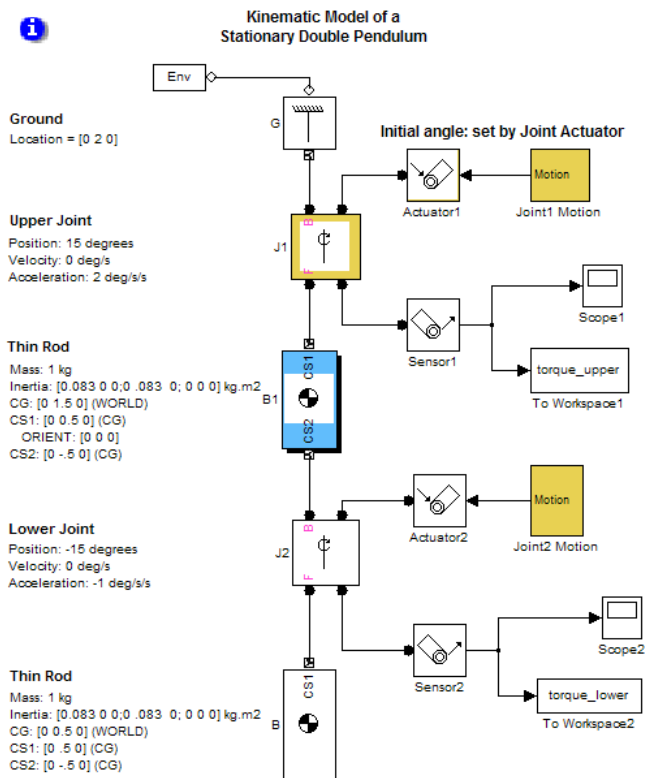 i
Kinematic Model of a
Stationary Double Pendulum
Env
Ground
Location = [0 2 0]
G
Initial angle: set by Joint Actuator
Motion
Actuator1
Joint1 Motion
Upper Joint
Position: 15 degrees
Velocity: 0 deg/s
Acceleration: 2 deg/s/s
J1
B
F
Sensor1
Scope1
torque_upper
To Workspace1
Thin Rod
Mass: 1 kg
Inertia: [0.083 0 0;0 .083 0; 0 0 0] kg.m2
CG: [0 1.5 0] (WORLD)
CS1: [0 0.5 0] (CG)
ORIENT: [0 0 0]
CS2: [0 -.5 0] (CG)
B1
CS1
CS2
Motion
Actuator2
Joint2 Motion
Lower Joint
Position: -15 degrees
Velocity: 0 deg/s
Acceleration: -1 deg/s/s
J2
B
F
Sensor2
Scope2
torque_lower
To Workspace2
Thin Rod
Mass: 1 kg
Inertia: [0.083 0 0;0 .083 0; 0 0 0] kg.m2
CG: [0 0.5 0] (WORLD)
CS1: [0 .5 0] (CG)
CS2: [0 -.5 0] (CG)
B
CS1